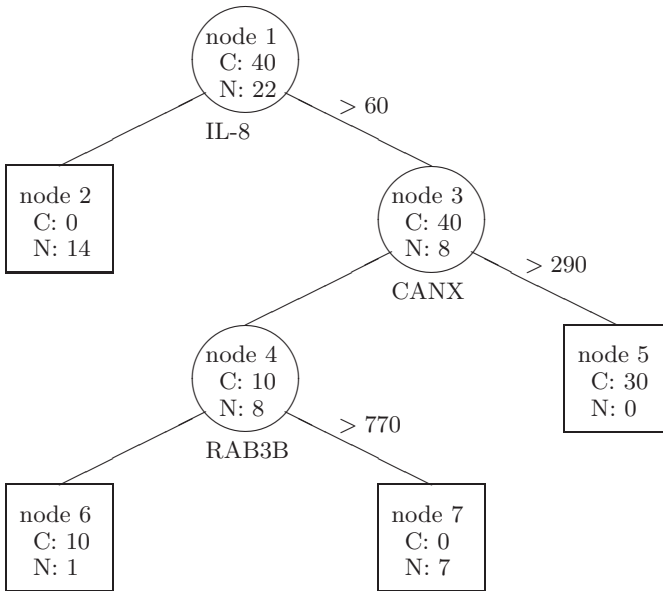 node 1
C: 40
N: 22
IL-8
> 60
node 2
C: 0
N: 14
node 3
C: 40
N: 8
CANX
> 290
node 4
C: 10
N: 8
RAB3B
> 770
node 5
C: 30
N: 0
node 6
C: 10
N: 1
node 7
C: 0
N: 7